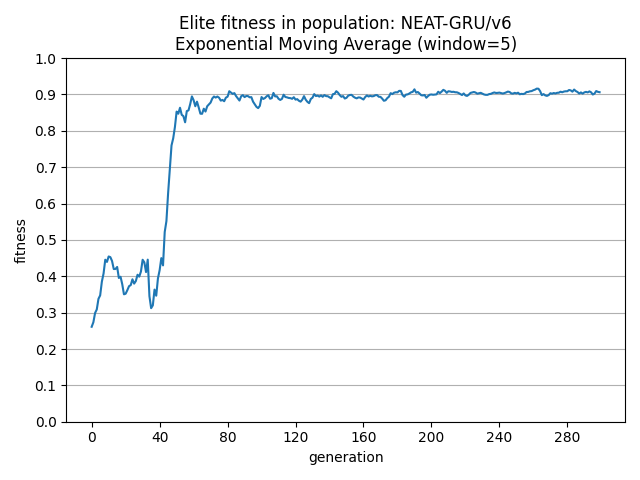 Elite fitness in population: NEAT-GRU/v6
Exponential Moving Average (window=5)
1.0
0.9
0.8
0.7
0.6
0.5
0.4
0.3
0.2
0.1
0.0
fitness
0 40 80 120 160 200 240 280
generation